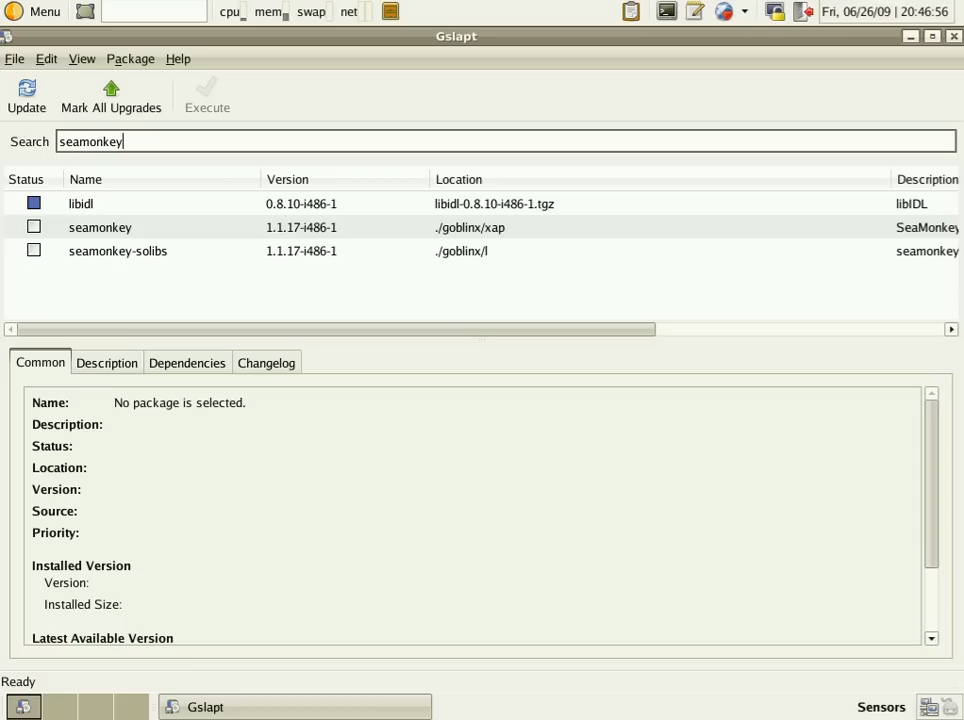 Menu cpu mem swap net Fri, 06/26/09 | 20:46:56
Gslapt
File Edit View Package Help
Update Mark All Upgrades Execute
Search seamonkey
Status Name Version Location Description
libidl 0.8.10-i486-1 libidl-0.8.10-i486-1.tgz libIDL
seamonkey 1.1.17-i486-1 ./goblinx/xap SeaMonkey
seamonkey-solibs 1.1.17-i486-1 ./goblinx/l seamonkey
Common Description Dependencies Changelog
Name: No package is selected.
Description:
Status:
Location:
Version:
Source:
Priority:
Installed Version
Version:
Installed Size:
Latest Available Version
Ready
Gslapt Sensors